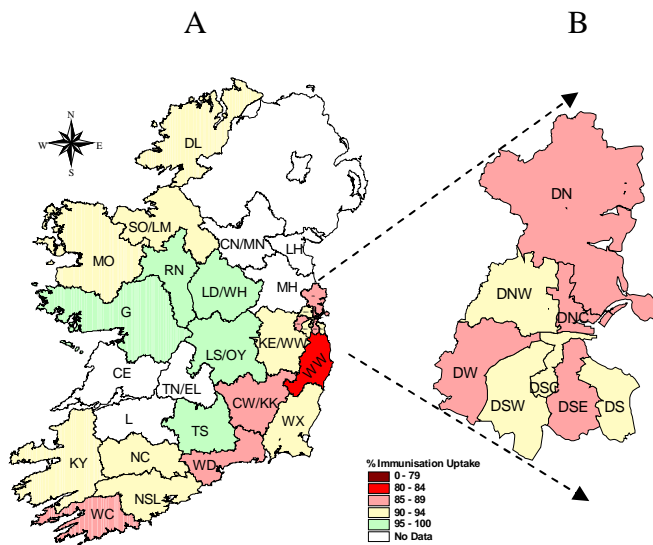 A
B
N
W E
S
DL
SO/LM
CN/MN
LH
MO
RN
LD/WH
MH
G
LS/OY
KE/WW
WW
CE
TN/EL
CW/KK
L
TS
WX
KY
NC
WD
NSL
WC
DN
DNW
DNC
DW
DSC
DSW
DSE
DS
% Immunisation Uptake
0 - 79
80 - 84
85 - 89
90 - 94
95 - 100
No Data